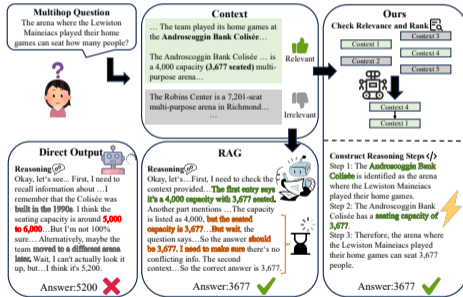 Multihop Question
The arena where the Lewiston
Maineiacs played their home
games can seat how many people?
Context
… The team played its home games at
the Androscoggin Bank Colisée…
The Androscoggin Bank Colisée … is
a 4,000 capacity (3,677 seated) multi-
purpose arena…
The Robins Center is a 7,201-seat
multi-purpose arena in Richmond…
…
Relevant
Irrelevant
Ours
Check Relevance and Rank
Context 1
Context 2
Context 3
Context 4
Context 5
Context 4
Context 1
Direct Output
Reasoning
Okay, let's see... First, I need to
recall information about …I
remember that the Colisée was
built in the 1990s. I think the
seating capacity is around 5,000
to 6,000…But I'm not 100%
sure… Alternatively, maybe the
team moved to a different arena
later. Wait, I can't actually look it
up, but…I think it's 5,200.
Answer:5200
RAG
Reasoning
Okay, let's…First, I need to check the
context provided…The first entry says
it's a 4,000 capacity with 3,677 seated.
Another part mentions …The capacity
is listed as 4,000, but the seated
capacity is 3,677…But wait, the
question says…So the answer should
be 3,677. I need to make sure there's no
conflicting info. The second
context…So the correct answer is 3,677.
Answer:3677
Construct Reasoning Steps </>
Step 1: The Androscoggin Bank
Colisée is identified as the arena
where the Lewiston Maineiacs
played their home games.
Step 2: The Androscoggin Bank
Colisée has a seating capacity of
3,677.
Step 3: Therefore, the arena where
the Lewiston Maineiacs played
their home games can seat 3,677
people.
Answer:3677